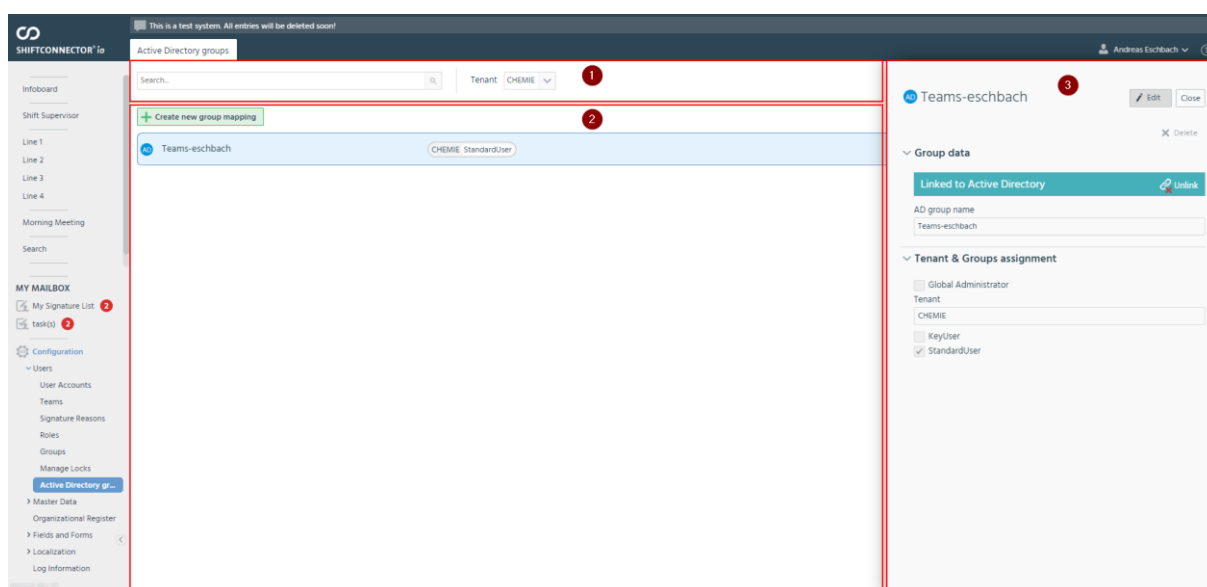 This is a test system. All entries will be deleted soon!
SHIFTCONNECTOR® io
Active Directory groups
Andreas Eschbach
Infoboard
Shift Supervisor
Line 1
Line 2
Line 3
Line 4
Morning Meeting
Search
MY MAILBOX
My Signature List 2
task(s) 2
Configuration
Users
User Accounts
Teams
Signature Reasons
Roles
Groups
Manage Locks
Active Directory gr...
Master Data
Organizational Register
Fields and Forms
Localization
Log Information
Search..
Tenant CHEMIE
1
Create new group mapping
2
AD Teams-eschbach CHEMIE StandardUser
AD Teams-eschbach
3
Edit Close
Delete
Group data
Linked to Active Directory Unlink
AD group name
Teams-eschbach
Tenant & Groups assignment
Global Administrator
Tenant
CHEMIE
KeyUser
StandardUser